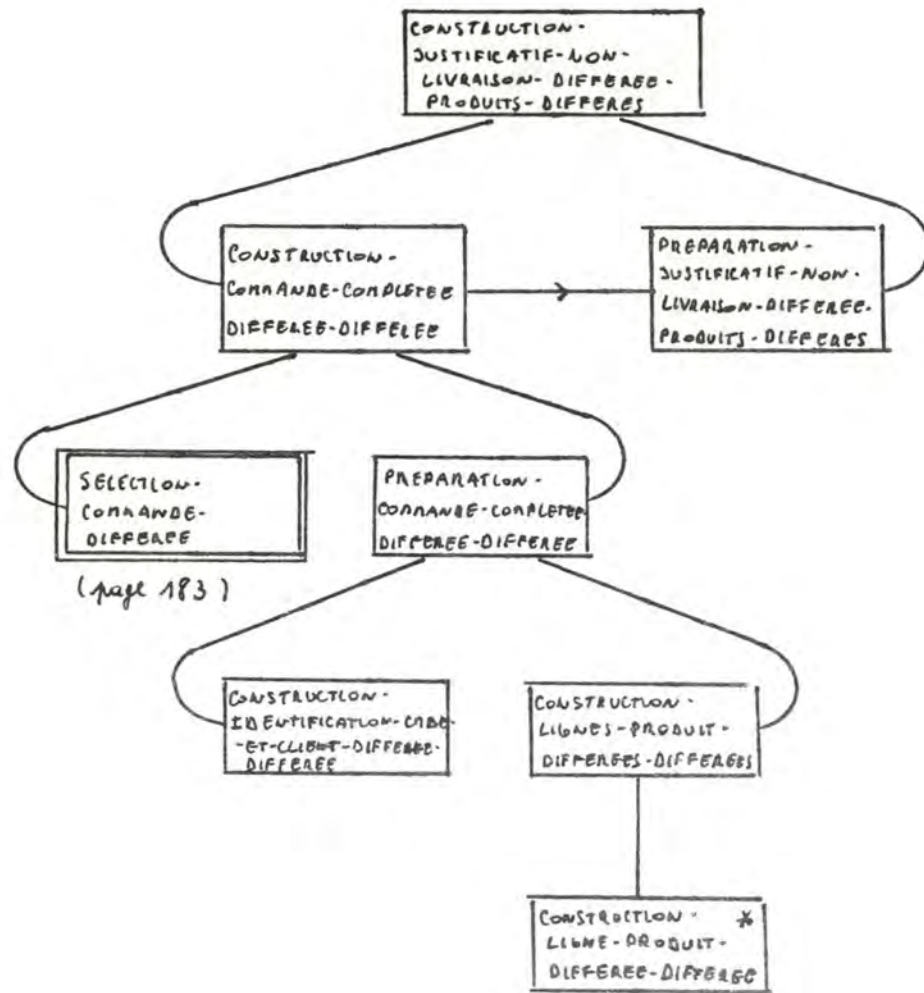 CONSTRUCTION-
JUSTIFICATIF-NON-
LIVRAISON-DIFFEREE-
PRODUITS-DIFFERES
CONSTRUCTION-
COMMANDE-COMPLETEE
DIFFEREE-DIFFEREE
PREPARATION-
JUSTIFICATIF-NON-
LIVRAISON-DIFFEREE-
PRODUITS-DIFFERES
SELECTION-
COMMANDE-
DIFFEREE
(page 183)
PREPARATION-
COMMANDE-COMPLETEE-
DIFFEREE-DIFFEREE
CONSTRUCTION-
IDENTIFICATION-CMDE-
-ET-CLIENT-DIFFEREE-
DIFFEREE
CONSTRUCTION-
LIGNES-PRODUIT-
DIFFEREES-DIFFEREES
CONSTRUCTION- *
LIGNE-PRODUIT-
DIFFEREE-DIFFEREE